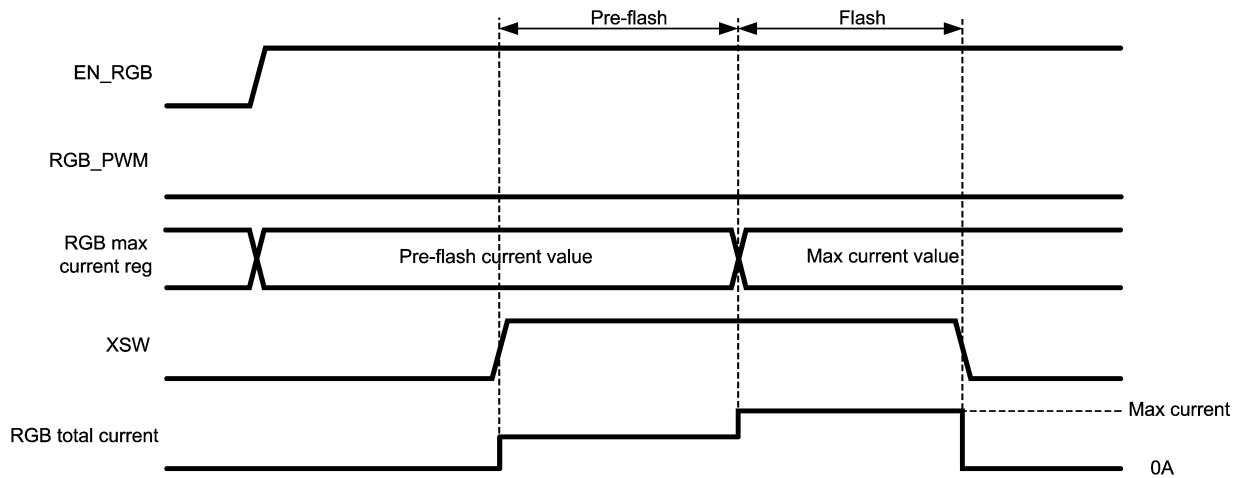 Pre-flash
Flash
EN_RGB
RGB_PWM
RGB max
current reg
Pre-flash current value
Max current value
XSW
Max current
RGB total current
0A